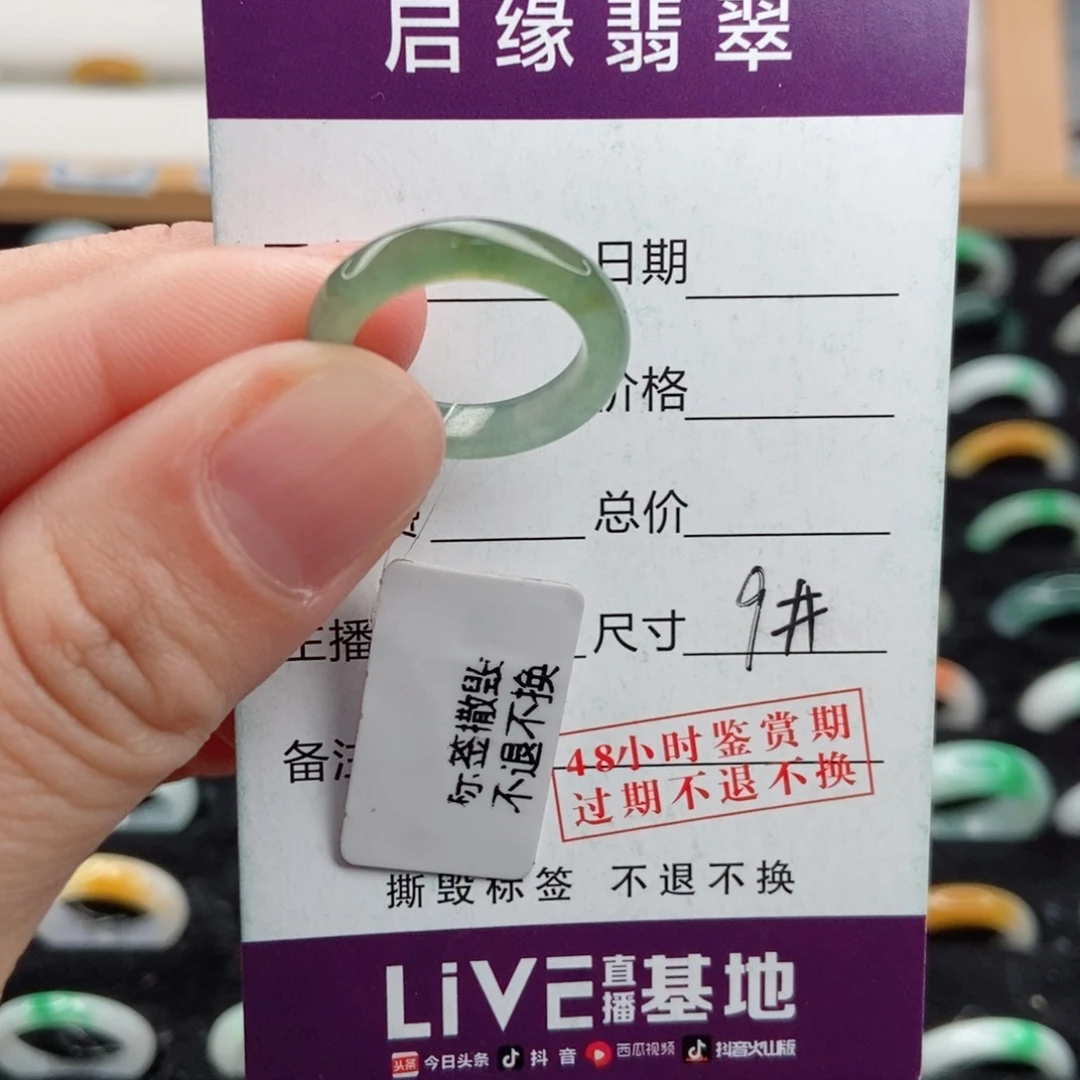 启缘翡翠
日期
价格
总价
主播
尺寸 9#
备注
48小时鉴赏期
过期不退不换
标签撒毁
不退不换
撕毁标签 不退不换
LiVE直播基地
头条 今日头条 抖音 西瓜视频 抖音火山版